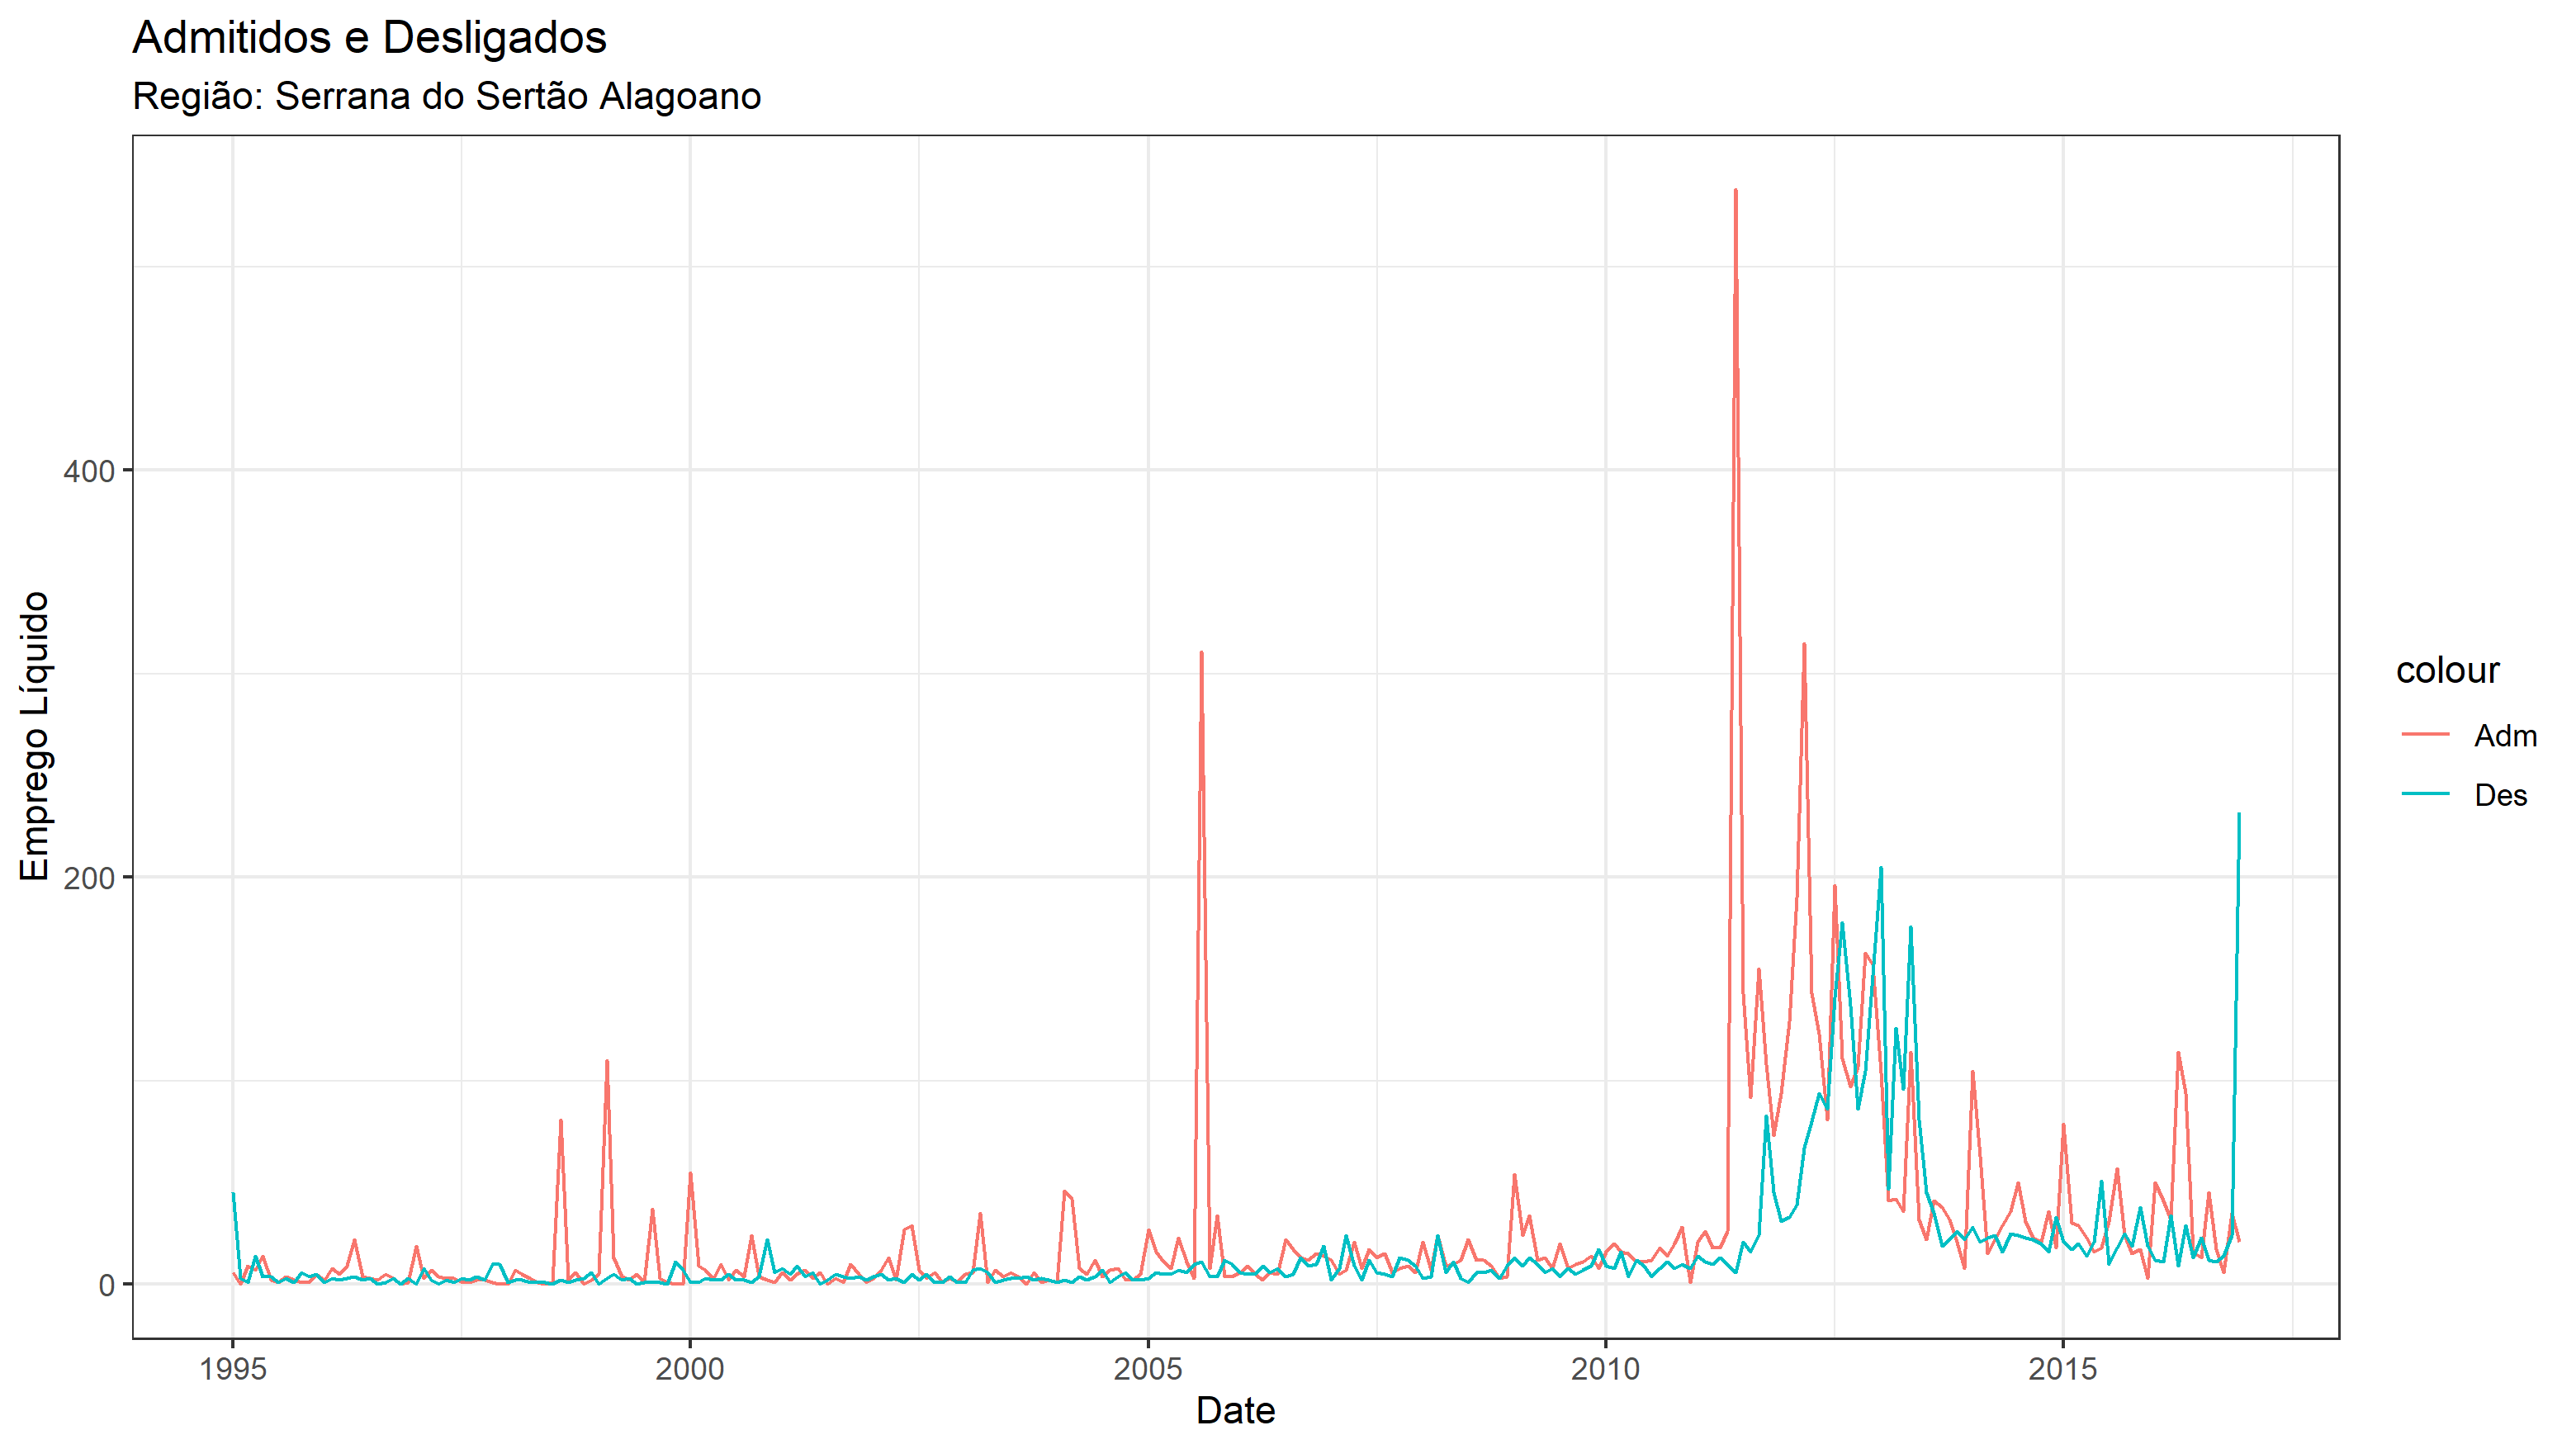 Admitidos e Desligados
Região: Serrana do Sertão Alagoano
Emprego Líquido
400
200
0
1995
2000
2005
2010
2015
Date
colour
Adm
Des